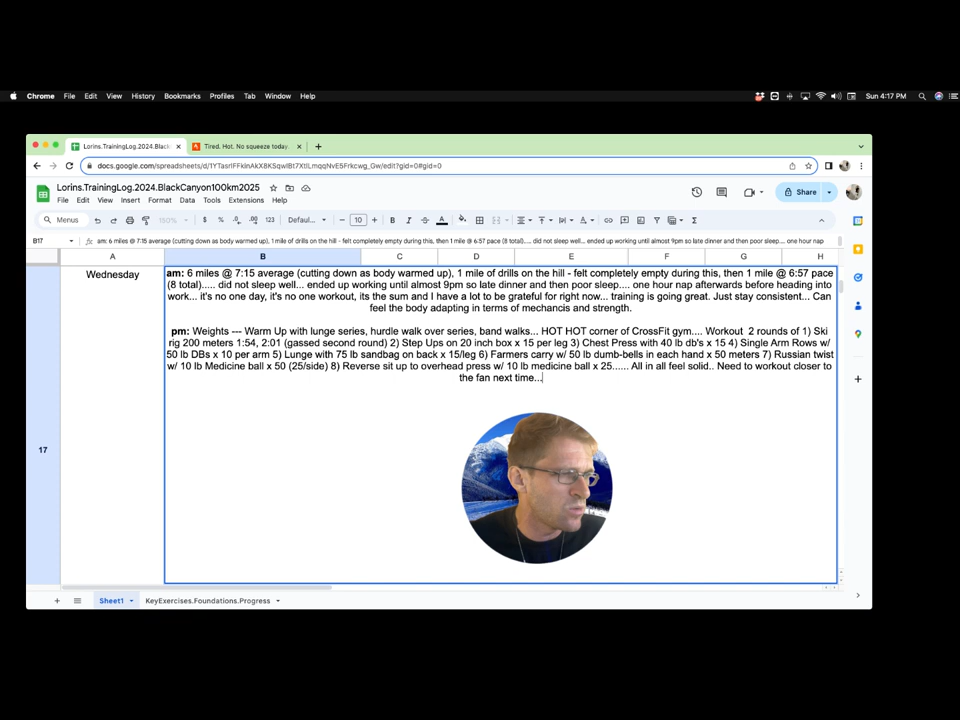 Chrome File Edit View History Bookmarks Profiles Tab Window Help Sun 4:17 PM
Lorins.TrainingLog.2024.Black Tired. Hot. No squeeze today.
Lorins.TrainingLog.2024.BlackCanyon100km2025
File Edit View Insert Format Data Tools Extensions Help
Share
Menus 150% $ % .0 .00 123 Defaul... 10
B17 am: 6 miles @ 7:15 average (cutting down as body warmed up), 1 mile of drills on the hill - felt completely empty during this, then 1 mile @ 6:57 pace (8 total)..... did not sleep well... ended up working until almost 9pm so late dinner and then poor sleep.... one hour nap
A B C D E F G H
17
Wednesday
am: 6 miles @ 7:15 average (cutting down as body warmed up), 1 mile of drills on the hill - felt completely empty during this, then 1 mile @ 6:57 pace
(8 total)..... did not sleep well... ended up working until almost 9pm so late dinner and then poor sleep.... one hour nap afterwards before heading into
work... it's no one day, it's no one workout, its the sum and I have a lot to be grateful for right now... training is going great. Just stay consistent... Can
feel the body adapting in terms of mechancis and strength.
pm: Weights --- Warm Up with lunge series, hurdle walk over series, band walks... HOT HOT corner of CrossFit gym.... Workout 2 rounds of 1) Ski
rig 200 meters 1:54, 2:01 (gassed second round) 2) Step Ups on 20 inch box x 15 per leg 3) Chest Press with 40 lb db's x 15 4) Single Arm Rows w/
50 lb DBs x 10 per arm 5) Lunge with 75 lb sandbag on back x 15/leg 6) Farmers carry w/ 50 lb dumb-bells in each hand x 50 meters 7) Russian twist
w/ 10 lb Medicine ball x 50 (25/side) 8) Reverse sit up to overhead press w/ 10 lb medicine ball x 25...... All in all feel solid.. Need to workout closer to
the fan next time...
Sheet1 KeyExercises.Foundations.Progress